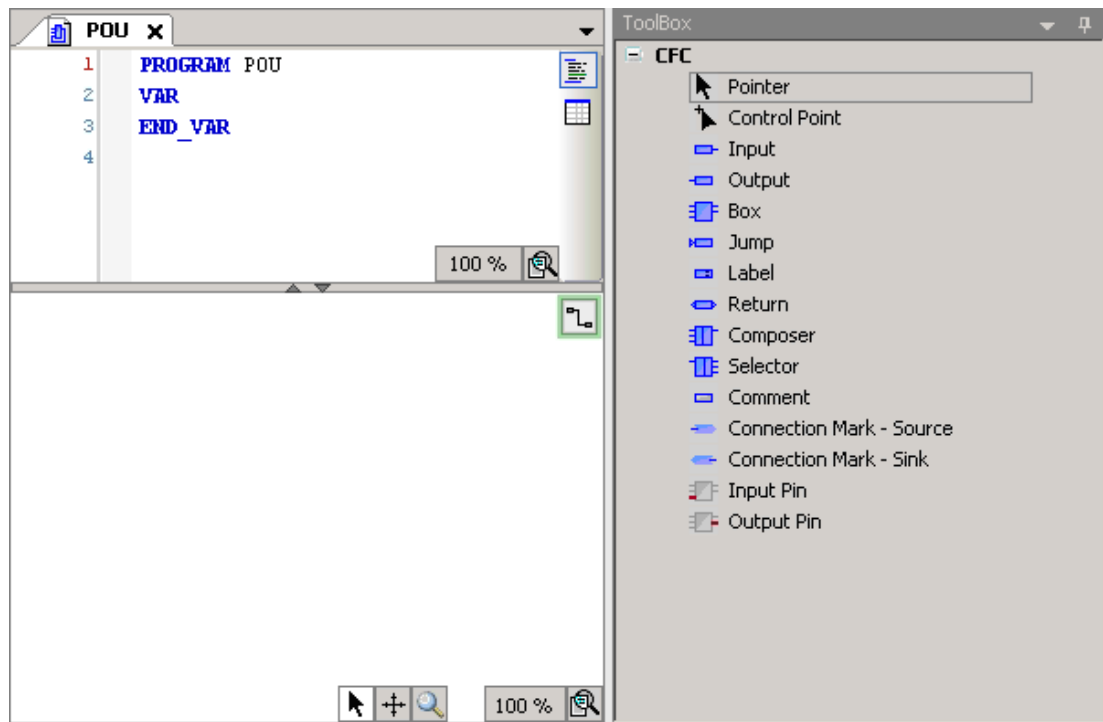 POU
1 PROGRAM POU
2 VAR
3 END_VAR
4
100 %
100 %
ToolBox
CFC
Pointer
Control Point
Input
Output
Box
Jump
Label
Return
Composer
Selector
Comment
Connection Mark - Source
Connection Mark - Sink
Input Pin
Output Pin